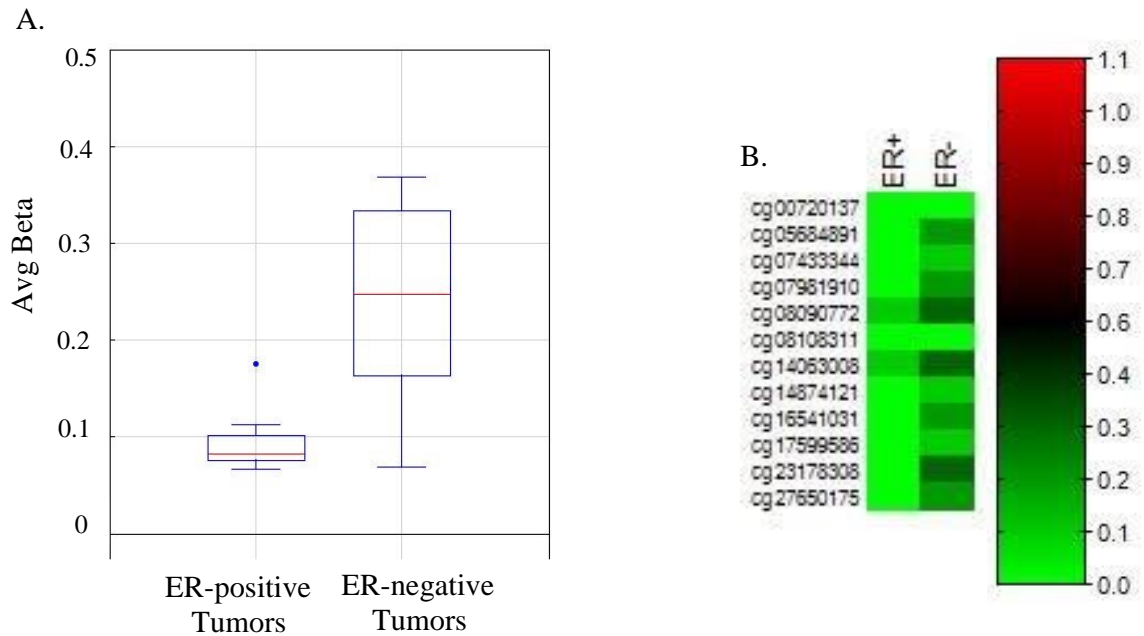 A.
0.5
0.4
0.3
0.2
0.1
0
Avg Beta
ER-positive
Tumors
ER-negative
Tumors
B.
ER+
ER-
cg00720137
cg05684891
cg07433344
cg07981910
cg08090772
cg08108311
cg14063008
cg14874121
cg16541031
cg17599586
cg23178308
cg27650175
1.1
1.0
0.9
0.8
0.7
0.6
0.5
0.4
0.3
0.2
0.1
0.0